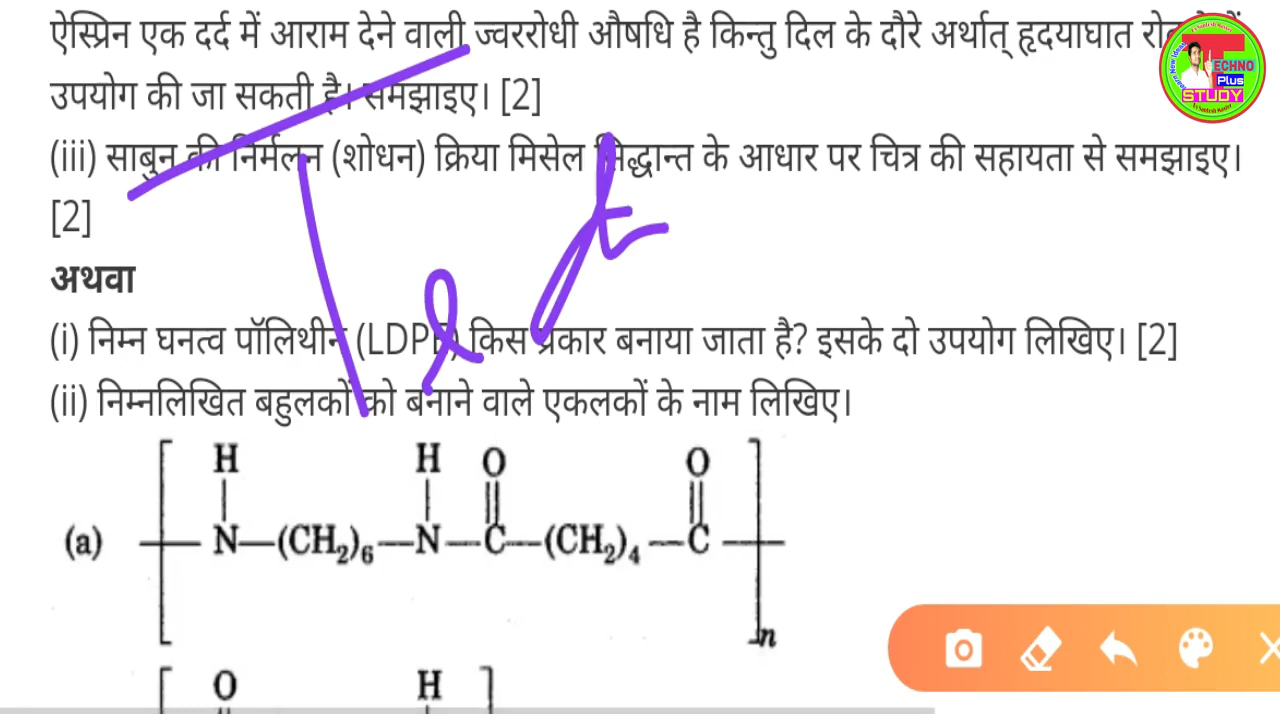 ऐस्प्रिन एक दर्द में आराम देने वाली ज्वररोधी औषधि है किन्तु दिल के दौरे अर्थात् हृदयाघात
उपयोग की जा सकती है। समझाइए। [2]
(iii) साबुन की निर्मलन (शोधन) क्रिया मिसेल सिद्धान्त के आधार पर चित्र की सहायता से समझाइए।
[2]
अथवा
(i) निम्न घनत्व पॉलिथीन (LDPE) किस प्रकार बनाया जाता है? इसके दो उपयोग लिखिए। [2]
(ii) निम्नलिखित बहुलकों को बनाने वाले एकलकों के नाम लिखिए।
H H O O
(a) N—(CH₂)₆—N—C—(CH₂)₄—C
n
O H
TECHNO
Plus
STUDY